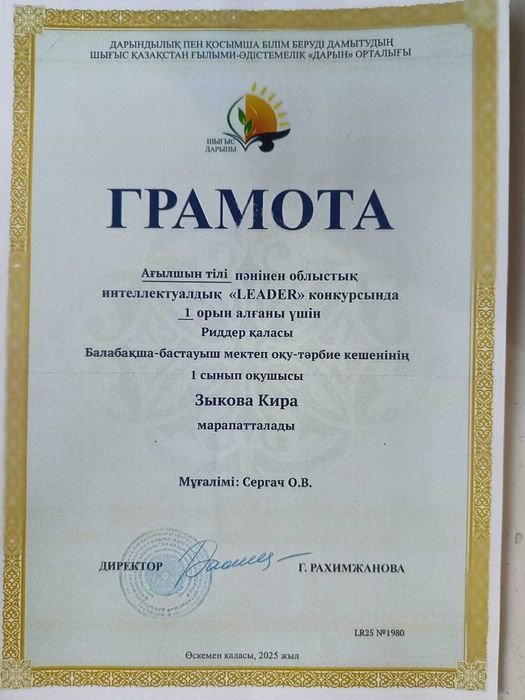 ДАРЫНДЫЛЫҚ ПЕН ҚОСЫМША БІЛІМ БЕРУДІ ДАМЫТУДЫҢ
ШЫҒЫС ҚАЗАҚСТАН ҒЫЛЫМИ-ӘДІСТЕМЕЛІК «ДАРЫН» ОРТАЛЫҒЫ
ШЫҒЫС
ДАРЫНЫ
ГРАМОТА
Ағылшын тілі пәнінен облыстық
интеллектуалдық «LEADER» конкурсында
1 орын алғаны үшін
Риддер қаласы
Балабақша-бастауыш мектеп оқу-тәрбие кешенінің
1 сынып оқушысы
Зыкова Кира
марапатталады
Мұғалімі: Сергач О.В.
ДИРЕКТОР Г. РАХИМЖАНОВА
LR25 №1980
Өскемен қаласы, 2025 жыл